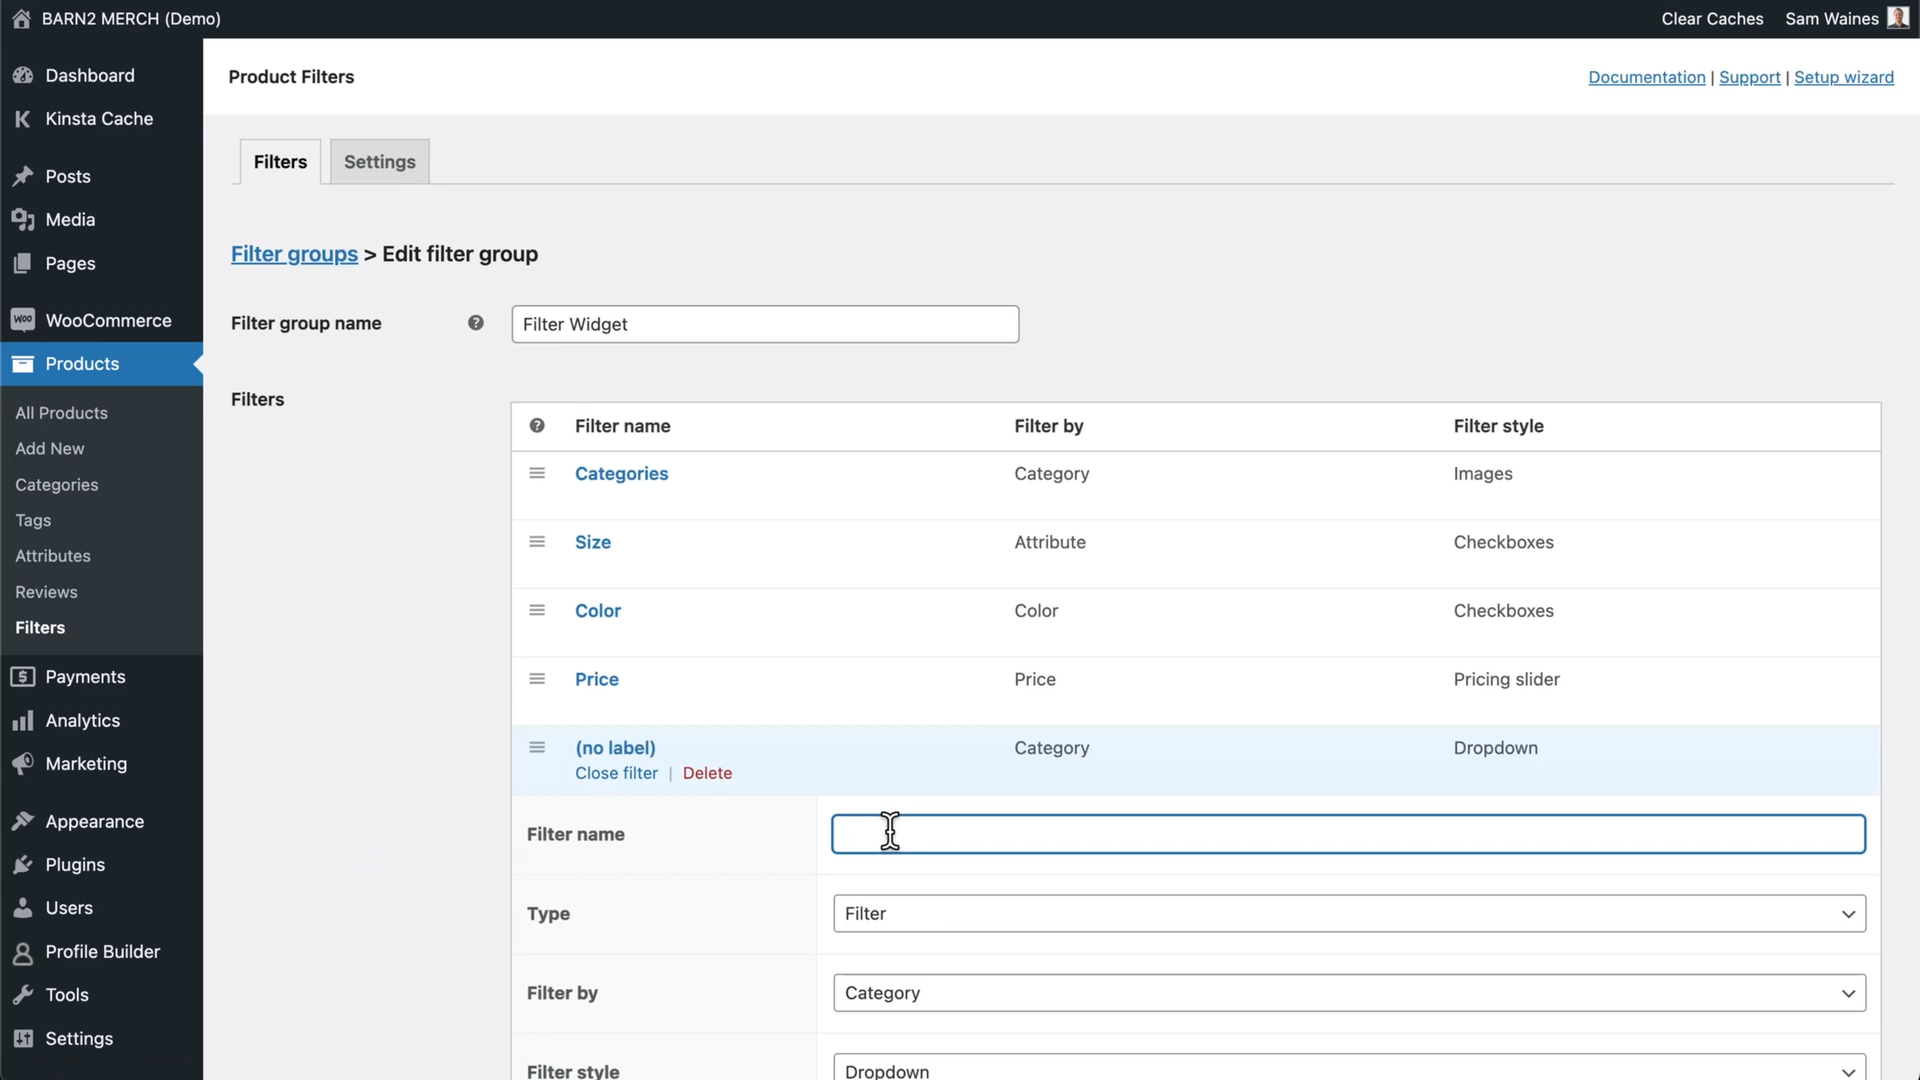 BARN2 MERCH (Demo)
Clear Caches
Sam Waines
Dashboard
Kinsta Cache
Posts
Media
Pages
WOO WooCommerce
Products
All Products
Add New
Categories
Tags
Attributes
Reviews
Filters
Payments
Analytics
Marketing
Appearance
Plugins
Users
Profile Builder
Tools
Settings
Product Filters
Documentation | Support | Setup wizard
Filters
Settings
Filter groups > Edit filter group
Filter group name
Filter Widget
Filters
Filter name Filter by Filter style
Categories Category Images
Size Attribute Checkboxes
Color Color Checkboxes
Price Price Pricing slider
(no label) Category Dropdown
Close filter | Delete
Filter name
Type Filter
Filter by Category
Filter style Dropdown